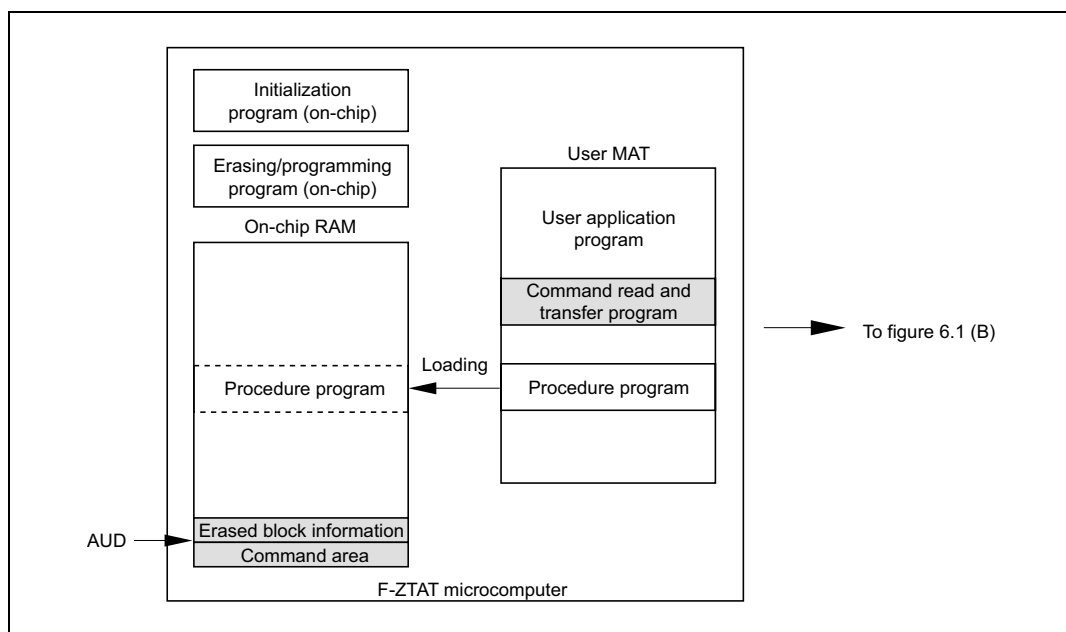 Initialization
program (on-chip)
Erasing/programming
program (on-chip)
On-chip RAM
User MAT
User application
program
Command read and
transfer program
To figure 6.1 (B)
Loading
Procedure program
Procedure program
AUD
Erased block information
Command area
F-ZTAT microcomputer